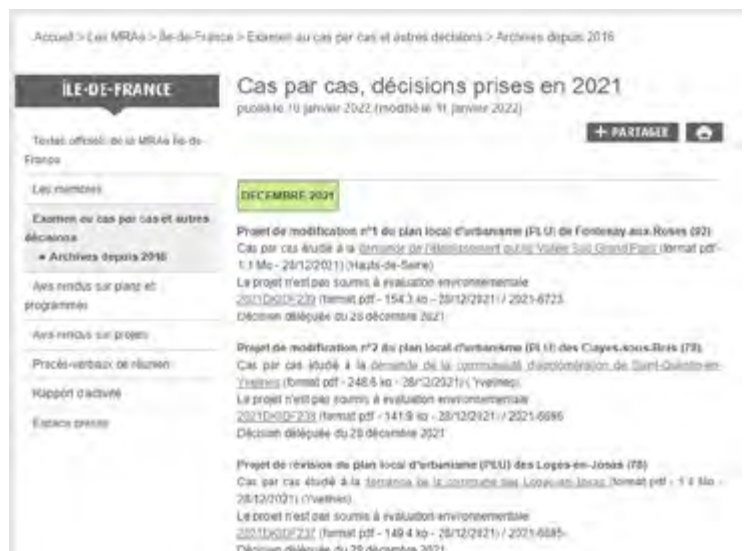 Accueil > Les MRAe > Île-de-France > Examen au cas par cas et autres décisions > Archives depuis 2016
ÎLE-DE-FRANCE
Textes officiels de la MRAe Île-de-
France
Les membres
Examen au cas par cas et autres
décisions
Archives depuis 2016
Avis rendus sur plans et
programmes
Avis rendus sur projets
Procès-verbaux de réunion
Rapport d'activité
Espace presse
Cas par cas, décisions prises en 2021
publié le 10 janvier 2022 (modifié le 11 janvier 2022)
+ PARTAGER
DECEMBRE 2021
Projet de modification n°1 du plan local d'urbanisme (PLU) de Fontenay-aux-Roses (92)
Cas par cas étudié à la demande de l'établissement public Vallée Sud Grand Paris (format pdf -
1.1 Mo - 28/12/2021) (Hauts-de-Seine)
Le projet n'est pas soumis à évaluation environnementale
2021DKIDF239 (format pdf - 154.3 ko - 28/12/2021) / 2021-6723
Décision déléguée du 28 décembre 2021
Projet de modification n°2 du plan local d'urbanisme (PLU) des Clayes-sous-Bois (78)
Cas par cas étudié à la demande de la communauté d'agglomération de Saint-Quentin-en-
Yvelines (format pdf - 248.6 ko - 28/12/2021) (Yvelines)
Le projet n'est pas soumis à évaluation environnementale
2021DKIDF238 (format pdf - 141.9 ko - 28/12/2021) / 2021-6696
Décision déléguée du 28 décembre 2021
Projet de révision du plan local d'urbanisme (PLU) des Loges-en-Josas (78)
Cas par cas étudié à la demande de la commune des Loges-en-Josas (format pdf - Mo -
28/12/2021) (Yvelines)
Le projet n'est pas soumis à évaluation environnementale
2021DKIDF237 (format pdf - 149.4 ko - 28/12/2021) / 2021-6685
Décision déléguée du 28 décembre 2021